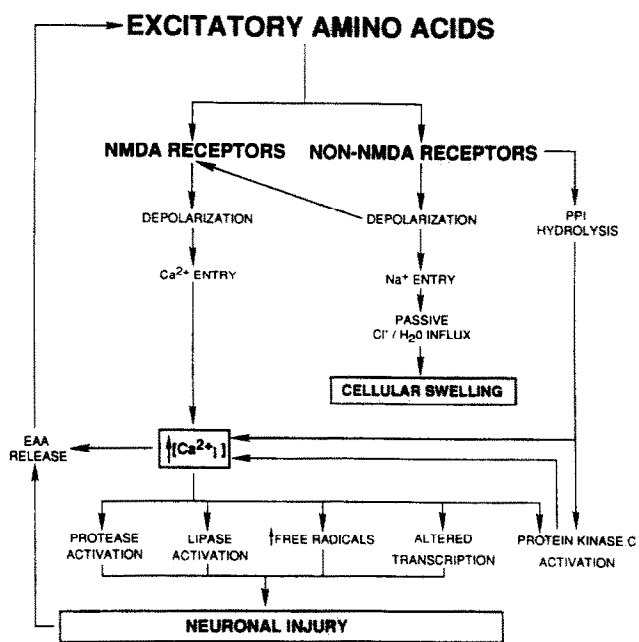 EXCITATORY AMINO ACIDS
NMDA RECEPTORS
NON-NMDA RECEPTORS
DEPOLARIZATION
DEPOLARIZATION
PPI
HYDROLYSIS
Ca2+ ENTRY
Na+ ENTRY
PASSIVE
Cl- / H20 INFLUX
CELLULAR SWELLING
EAA
RELEASE
↑[Ca2+i]
PROTEASE
ACTIVATION
LIPASE
ACTIVATION
↑FREE RADICALS
ALTERED
TRANSCRIPTION
PROTEIN KINASE C
ACTIVATION
NEURONAL INJURY